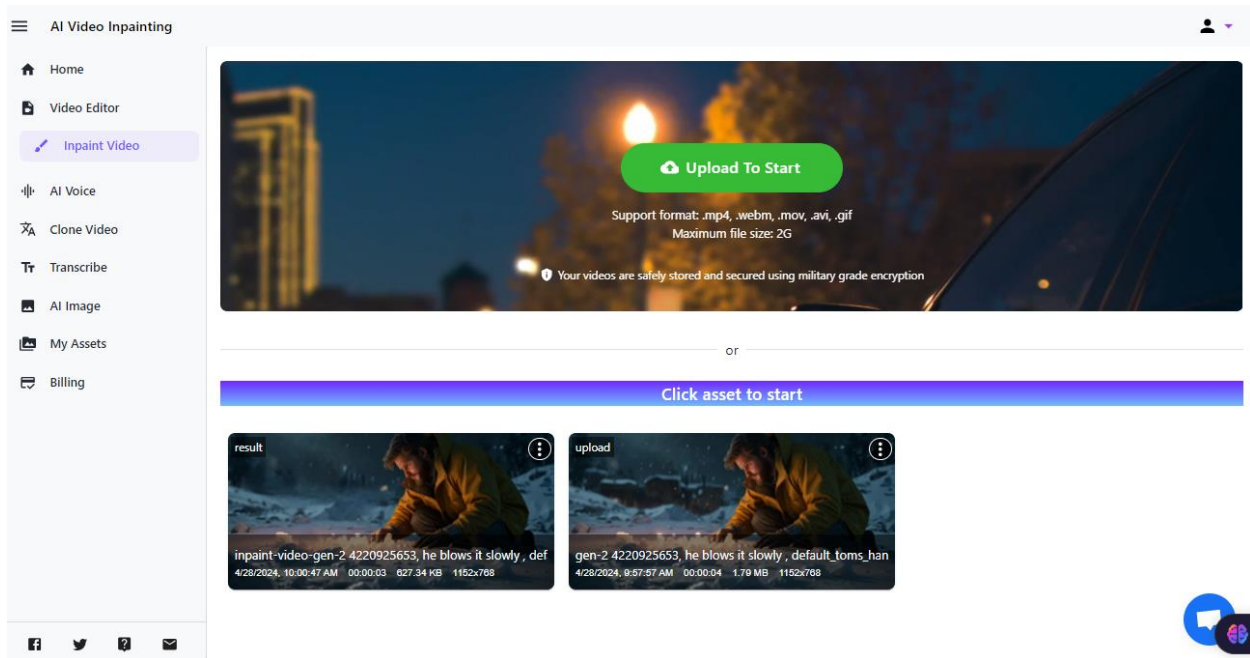 AI Video Inpainting
Home
Video Editor
Inpaint Video
AI Voice
Clone Video
Transcribe
AI Image
My Assets
Billing
Upload To Start
Support format: .mp4, .webm, .mov, .avi, .gif
Maximum file size: 2G
Your videos are safely stored and secured using military grade encryption
or
Click asset to start
result
inpaint-video-gen-2 4220925653, he blows it slowly , def
4/28/2024, 10:00:47 AM 00:00:03 627.34 KB 1152x768
upload
gen-2 4220925653, he blows it slowly , default_toms_han
4/28/2024, 9:57:57 AM 00:00:04 1.79 MB 1152x768